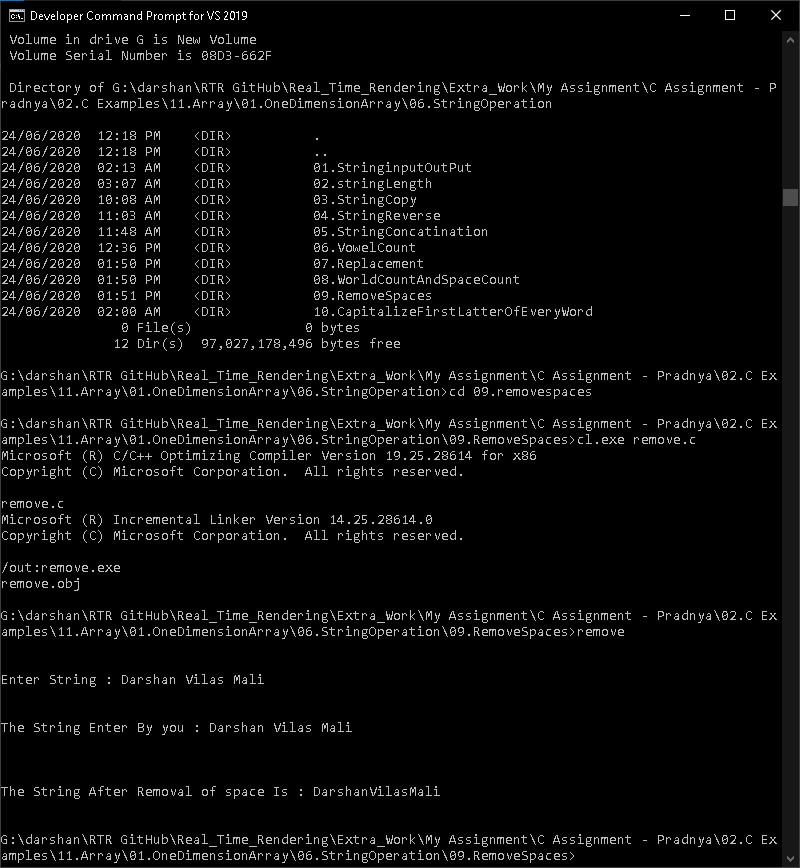 Developer Command Prompt for VS 2019
Volume in drive G is New Volume
Volume Serial Number is 08D3-662F
Directory of G:\darshan\RTR GitHub\Real_Time_Rendering\Extra_Work\My Assignment\C Assignment - P
radnya\02.C Examples\11.Array\01.OneDimensionArray\06.StringOperation
24/06/2020  12:18 PM    <DIR>          .
24/06/2020  12:18 PM    <DIR>          ..
24/06/2020  02:13 AM    <DIR>          01.StringinputOutPut
24/06/2020  03:07 AM    <DIR>          02.stringLength
24/06/2020  10:08 AM    <DIR>          03.StringCopy
24/06/2020  11:03 AM    <DIR>          04.StringReverse
24/06/2020  11:48 AM    <DIR>          05.StringConcatination
24/06/2020  12:36 PM    <DIR>          06.VowelCount
24/06/2020  01:50 PM    <DIR>          07.Replacement
24/06/2020  01:50 PM    <DIR>          08.WorldCountAndSpaceCount
24/06/2020  01:51 PM    <DIR>          09.RemoveSpaces
24/06/2020  02:00 AM    <DIR>          10.CapitalizeFirstLatterOfEveryWord
0 File(s)              0 bytes
12 Dir(s)  97,027,178,496 bytes free
G:\darshan\RTR GitHub\Real_Time_Rendering\Extra_Work\My Assignment\C Assignment - Pradnya\02.C Ex
amples\11.Array\01.OneDimensionArray\06.StringOperation>cd 09.removespaces
G:\darshan\RTR GitHub\Real_Time_Rendering\Extra_Work\My Assignment\C Assignment - Pradnya\02.C Ex
amples\11.Array\01.OneDimensionArray\06.StringOperation\09.RemoveSpaces>cl.exe remove.c
Microsoft (R) C/C++ Optimizing Compiler Version 19.25.28614 for x86
Copyright (C) Microsoft Corporation.  All rights reserved.
remove.c
Microsoft (R) Incremental Linker Version 14.25.28614.0
Copyright (C) Microsoft Corporation.  All rights reserved.
/out:remove.exe
remove.obj
G:\darshan\RTR GitHub\Real_Time_Rendering\Extra_Work\My Assignment\C Assignment - Pradnya\02.C Ex
amples\11.Array\01.OneDimensionArray\06.StringOperation\09.RemoveSpaces>remove
Enter String : Darshan Vilas Mali
The String Enter By you : Darshan Vilas Mali
The String After Removal of space Is : DarshanVilasMali
G:\darshan\RTR GitHub\Real_Time_Rendering\Extra_Work\My Assignment\C Assignment - Pradnya\02.C Ex
amples\11.Array\01.OneDimensionArray\06.StringOperation\09.RemoveSpaces>